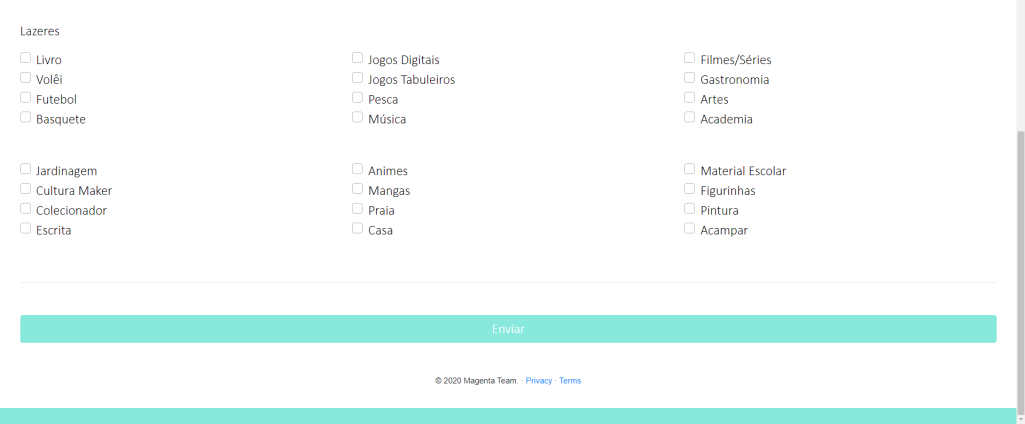 Lazeres
Livro
Volêi
Futebol
Basquete
Jogos Digitais
Jogos Tabuleiros
Pesca
Música
Filmes/Séries
Gastronomia
Artes
Academia
Jardinagem
Cultura Maker
Colecionador
Escrita
Animes
Mangas
Praia
Casa
Material Escolar
Figurinhas
Pintura
Acampar
Enviar
© 2020 Magenta Team. · Privacy · Terms